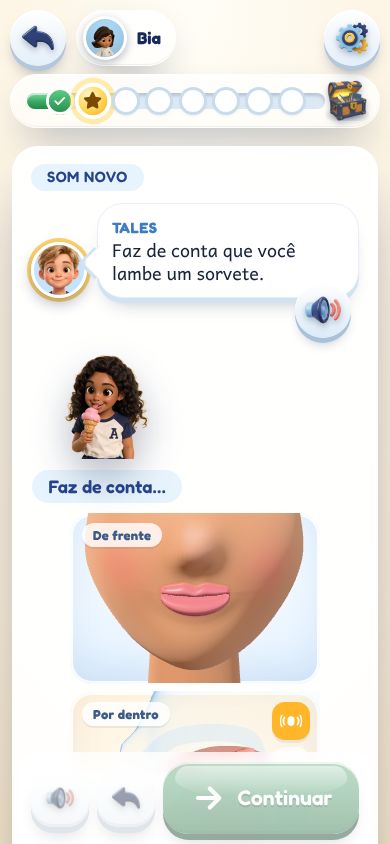 Bia
SOM NOVO
TALES
Faz de conta que você
lambe um sorvete.
A
Faz de conta...
De frente
Por dentro
Continuar